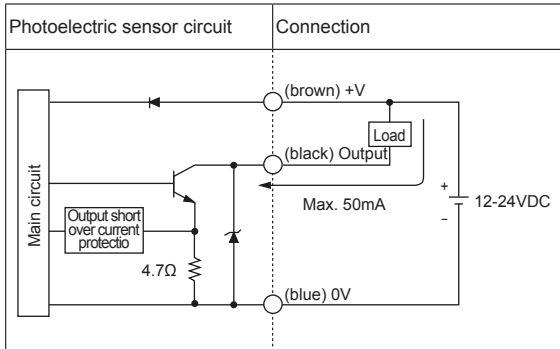 Photoelectric sensor circuit
Connection
(brown) +V
Load
(black) Output
Max. 50mA
+
12-24VDC
−
Main circuit
Output short
over current
protectio
4.7Ω
(blue) 0V